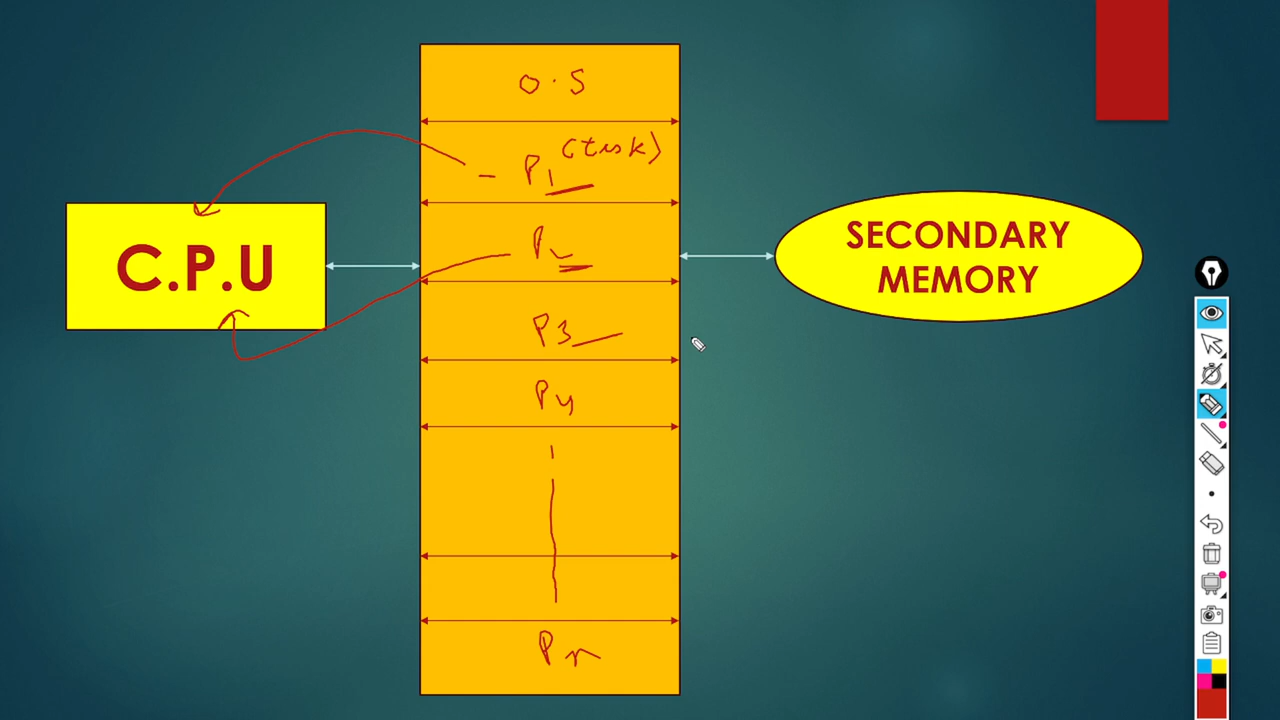 O.S
(task)
- P1
C.P.U
P2
SECONDARY
MEMORY
P3
P4
Pn